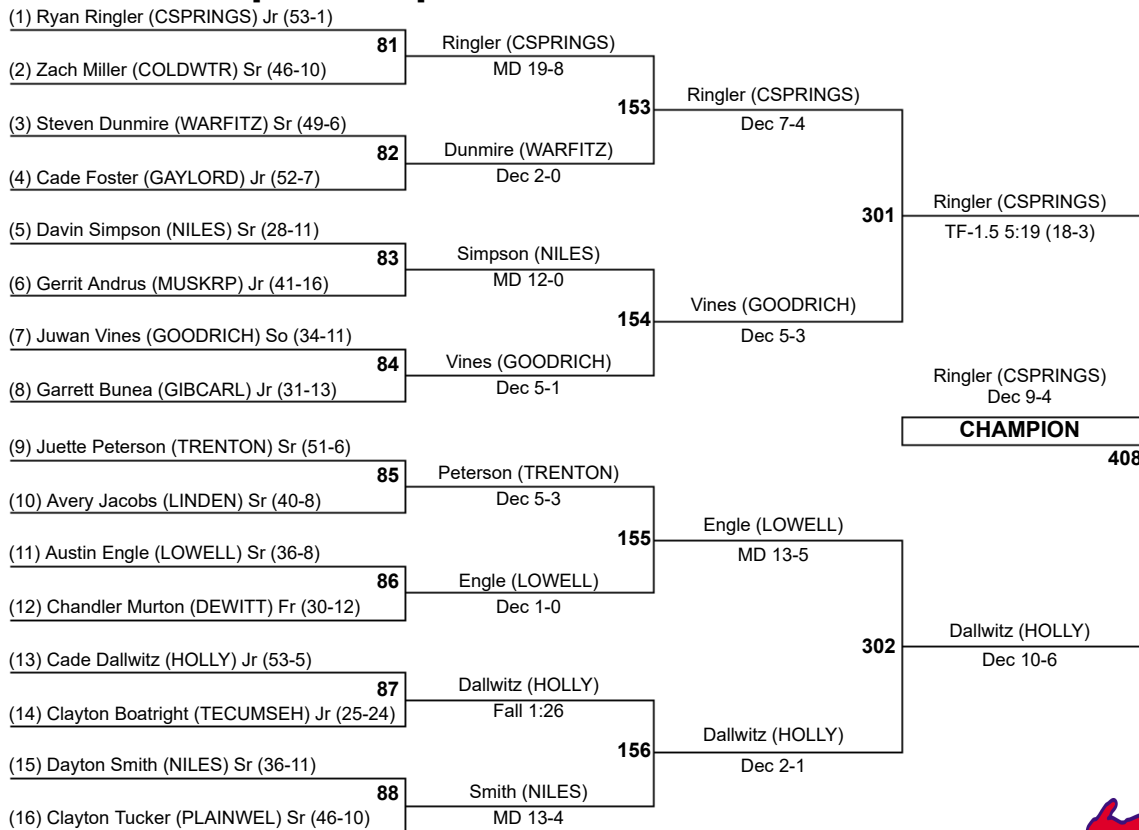 (1) Ryan Ringler (CSPRINGS) Jr (53-1)
81
Ringler (CSPRINGS)
MD 19-8
(2) Zach Miller (COLDWTR) Sr (46-10)
153
Ringler (CSPRINGS)
Dec 7-4
(3) Steven Dunmire (WARFITZ) Sr (49-6)
82
Dunmire (WARFITZ)
Dec 2-0
(4) Cade Foster (GAYLORD) Jr (52-7)
301
Ringler (CSPRINGS)
TF-1.5 5:19 (18-3)
(5) Davin Simpson (NILES) Sr (28-11)
83
Simpson (NILES)
MD 12-0
(6) Gerrit Andrus (MUSKRP) Jr (41-16)
154
Vines (GOODRICH)
Dec 5-3
(7) Juwan Vines (GOODRICH) So (34-11)
84
Vines (GOODRICH)
Dec 5-1
(8) Garrett Bunea (GIBCARL) Jr (31-13)
Ringler (CSPRINGS)
Dec 9-4
CHAMPION
408
(9) Juette Peterson (TRENTON) Sr (51-6)
85
Peterson (TRENTON)
Dec 5-3
(10) Avery Jacobs (LINDEN) Sr (40-8)
155
Engle (LOWELL)
MD 13-5
(11) Austin Engle (LOWELL) Sr (36-8)
86
Engle (LOWELL)
Dec 1-0
(12) Chandler Murton (DEWITT) Fr (30-12)
302
Dallwitz (HOLLY)
Dec 10-6
(13) Cade Dallwitz (HOLLY) Jr (53-5)
87
Dallwitz (HOLLY)
Fall 1:26
(14) Clayton Boatright (TECUMSEH) Jr (25-24)
156
Dallwitz (HOLLY)
Dec 2-1
(15) Dayton Smith (NILES) Sr (36-11)
88
Smith (NILES)
MD 13-4
(16) Clayton Tucker (PLAINWEL) Sr (46-10)